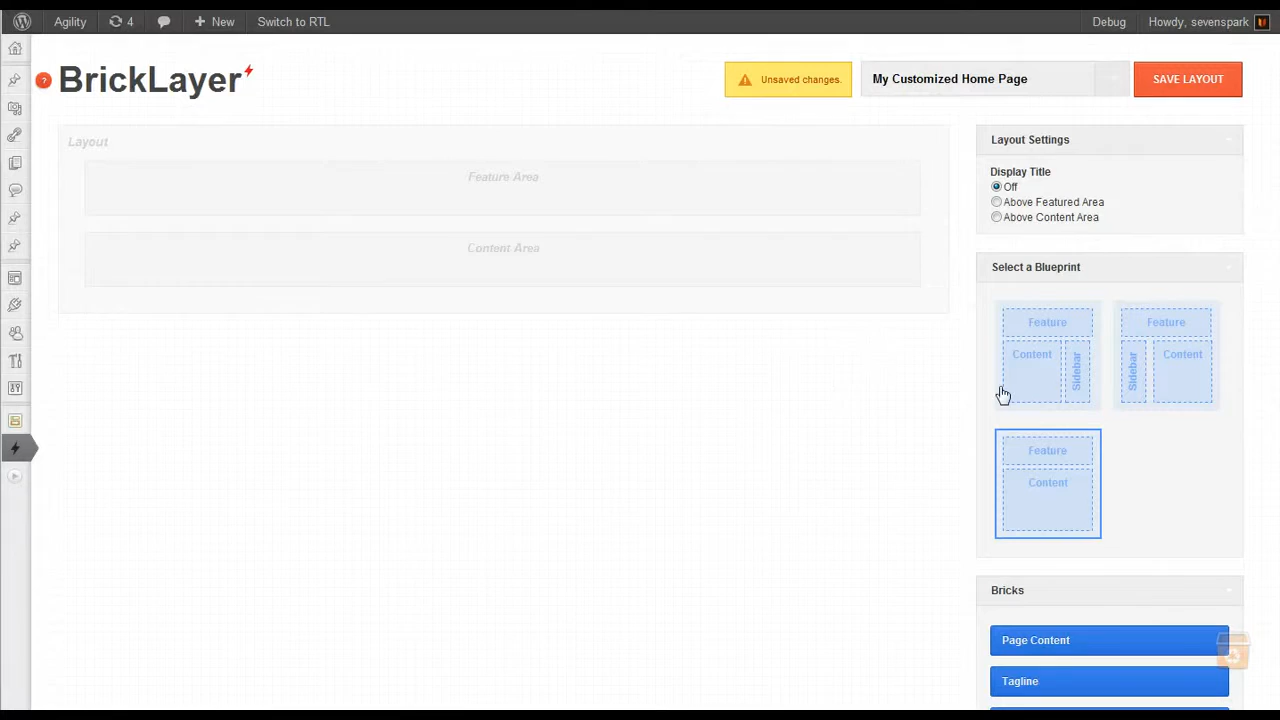 Agility 4 New Switch to RTL Debug Howdy, sevenspark
? BrickLayer
Unsaved changes.
My Customized Home Page
SAVE LAYOUT
Layout
Feature Area
Content Area
Layout Settings
Display Title
Off
Above Featured Area
Above Content Area
Select a Blueprint
Feature
Content
Sidebar
Feature
Sidebar
Content
Feature
Content
Bricks
Page Content
Tagline